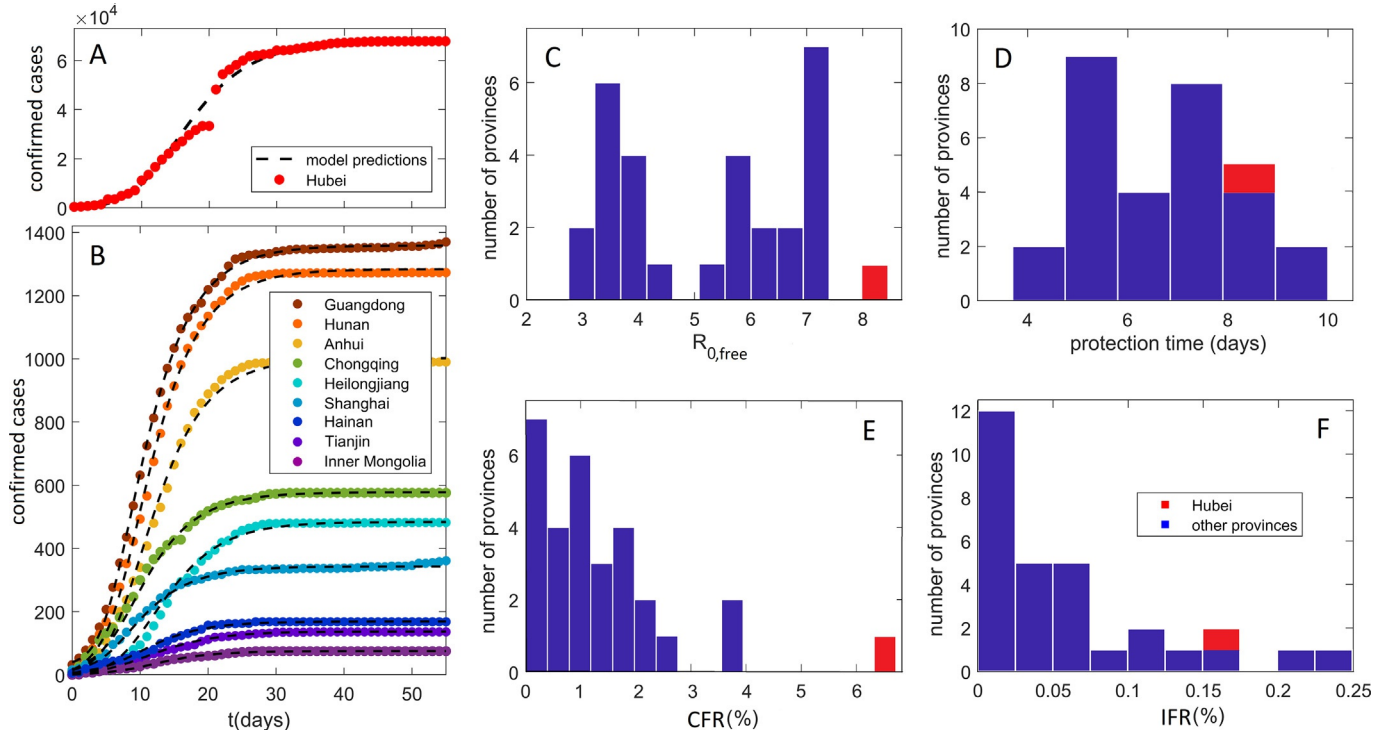 ×10⁴
A
6
4
2
0
confirmed cases
model predictions
Hubei
B
1400
1200
1000
800
600
400
200
0
confirmed cases
Guangdong
Hunan
Anhui
Chongqing
Heilongjiang
Shanghai
Hainan
Tianjin
Inner Mongolia
0 10 20 30 40 50
t(days)
C
6
4
2
0
number of provinces
2 3 4 5 6 7 8
R0,free
D
10
8
6
4
2
0
number of provinces
4 6 8 10
protection time (days)
E
6
4
2
0
number of provinces
0 1 2 3 4 5 6
CFR(%)
F
12
10
8
6
4
2
0
number of provinces
Hubei
other provinces
0 0.05 0.1 0.15 0.2 0.25
IFR(%)